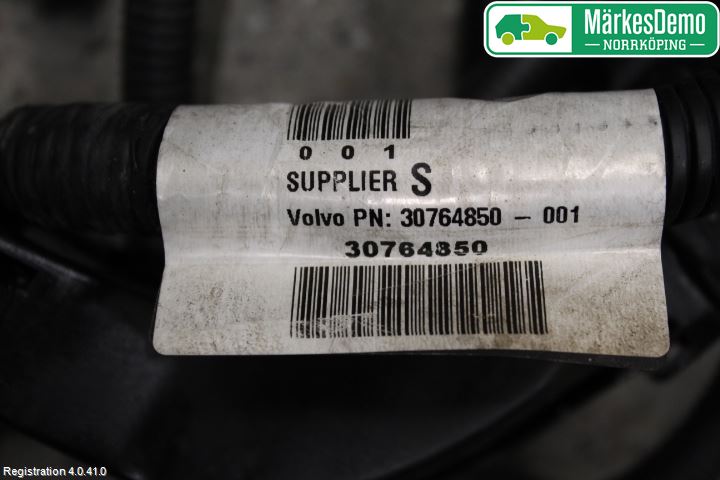 MärkesDemo
NORRKÖPING
0 0 1
SUPPLIER S
Volvo PN: 30764850 - 001
30764850
Registration 4.0.41.0